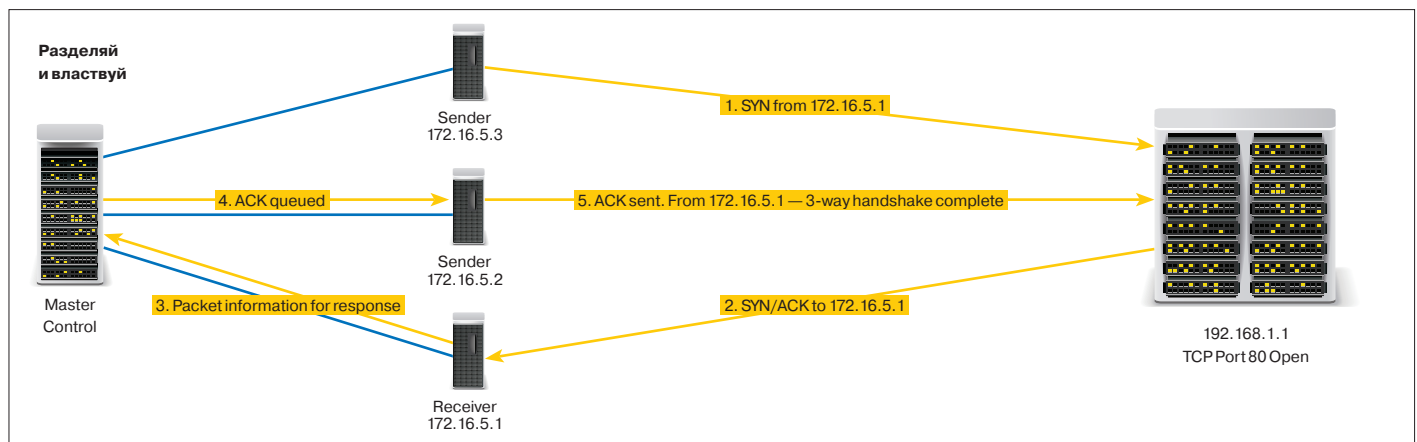 Разделяй
и властвуй
1. SYN from 172.16.5.1
Sender
172.16.5.3
4. ACK queued
5. ACK sent. From 172.16.5.1 — 3-way handshake complete
Sender
172.16.5.2
Master
Control
3. Packet information for response
2. SYN/ACK to 172.16.5.1
192.168.1.1
TCP Port 80 Open
Receiver
172.16.5.1